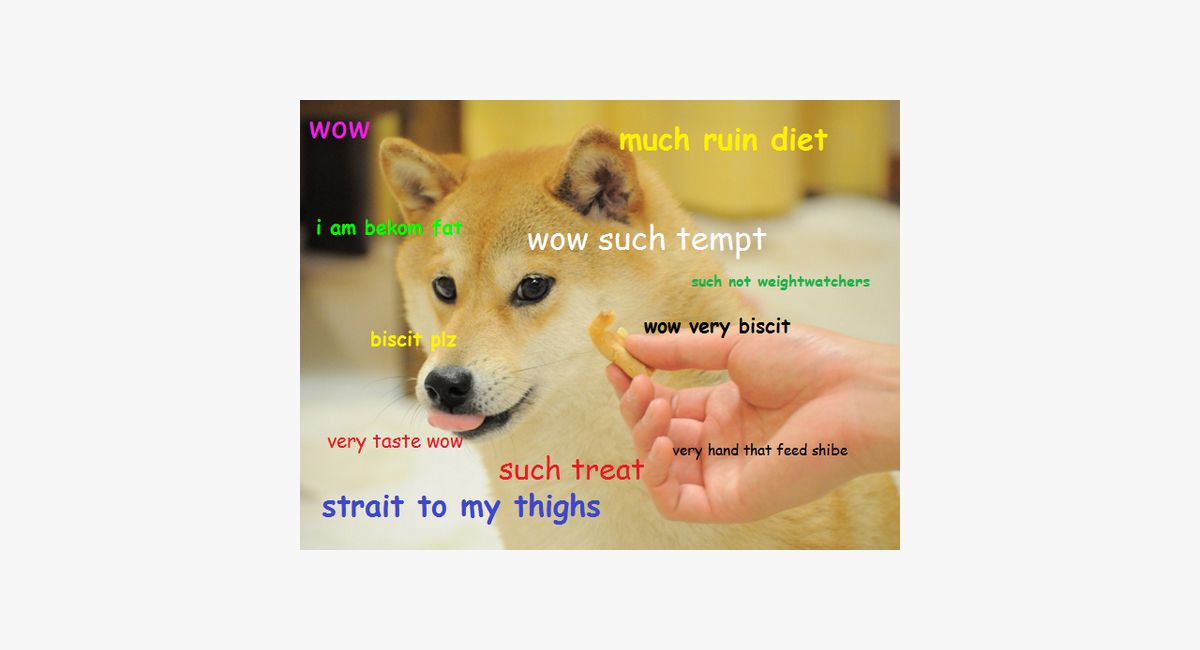 wow
much ruin diet
i am bekom fat
wow such tempt
such not weightwatchers
wow very biscit
biscit plz
very taste wow
very hand that feed shibe
such treat
strait to my thighs